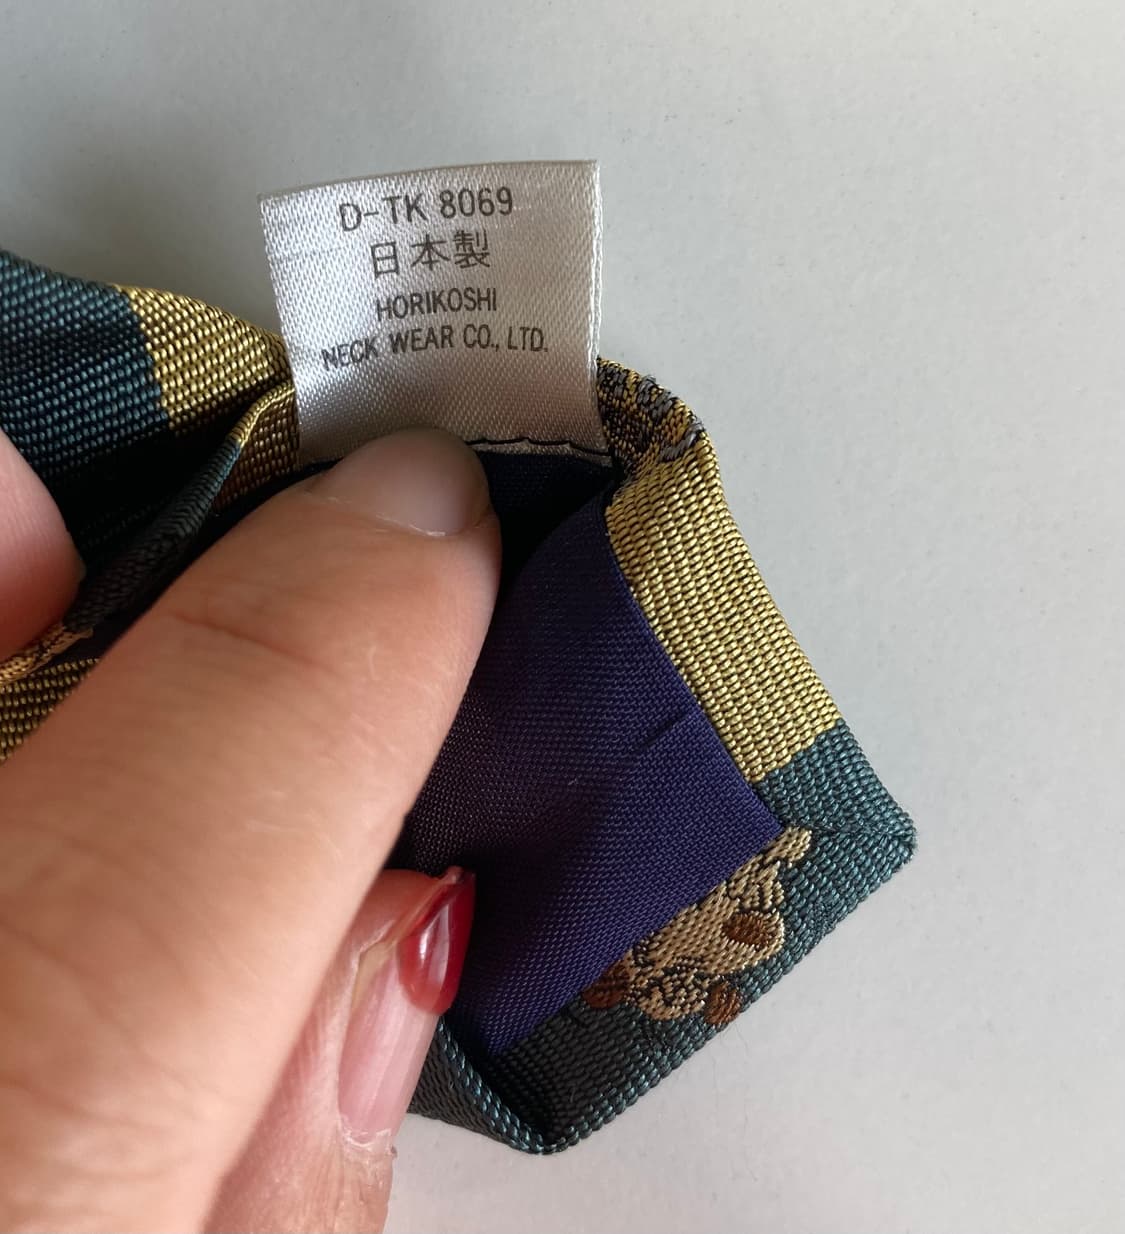 D-TK 8069
日本製
HORIKOSHI
NECK WEAR CO., LTD.